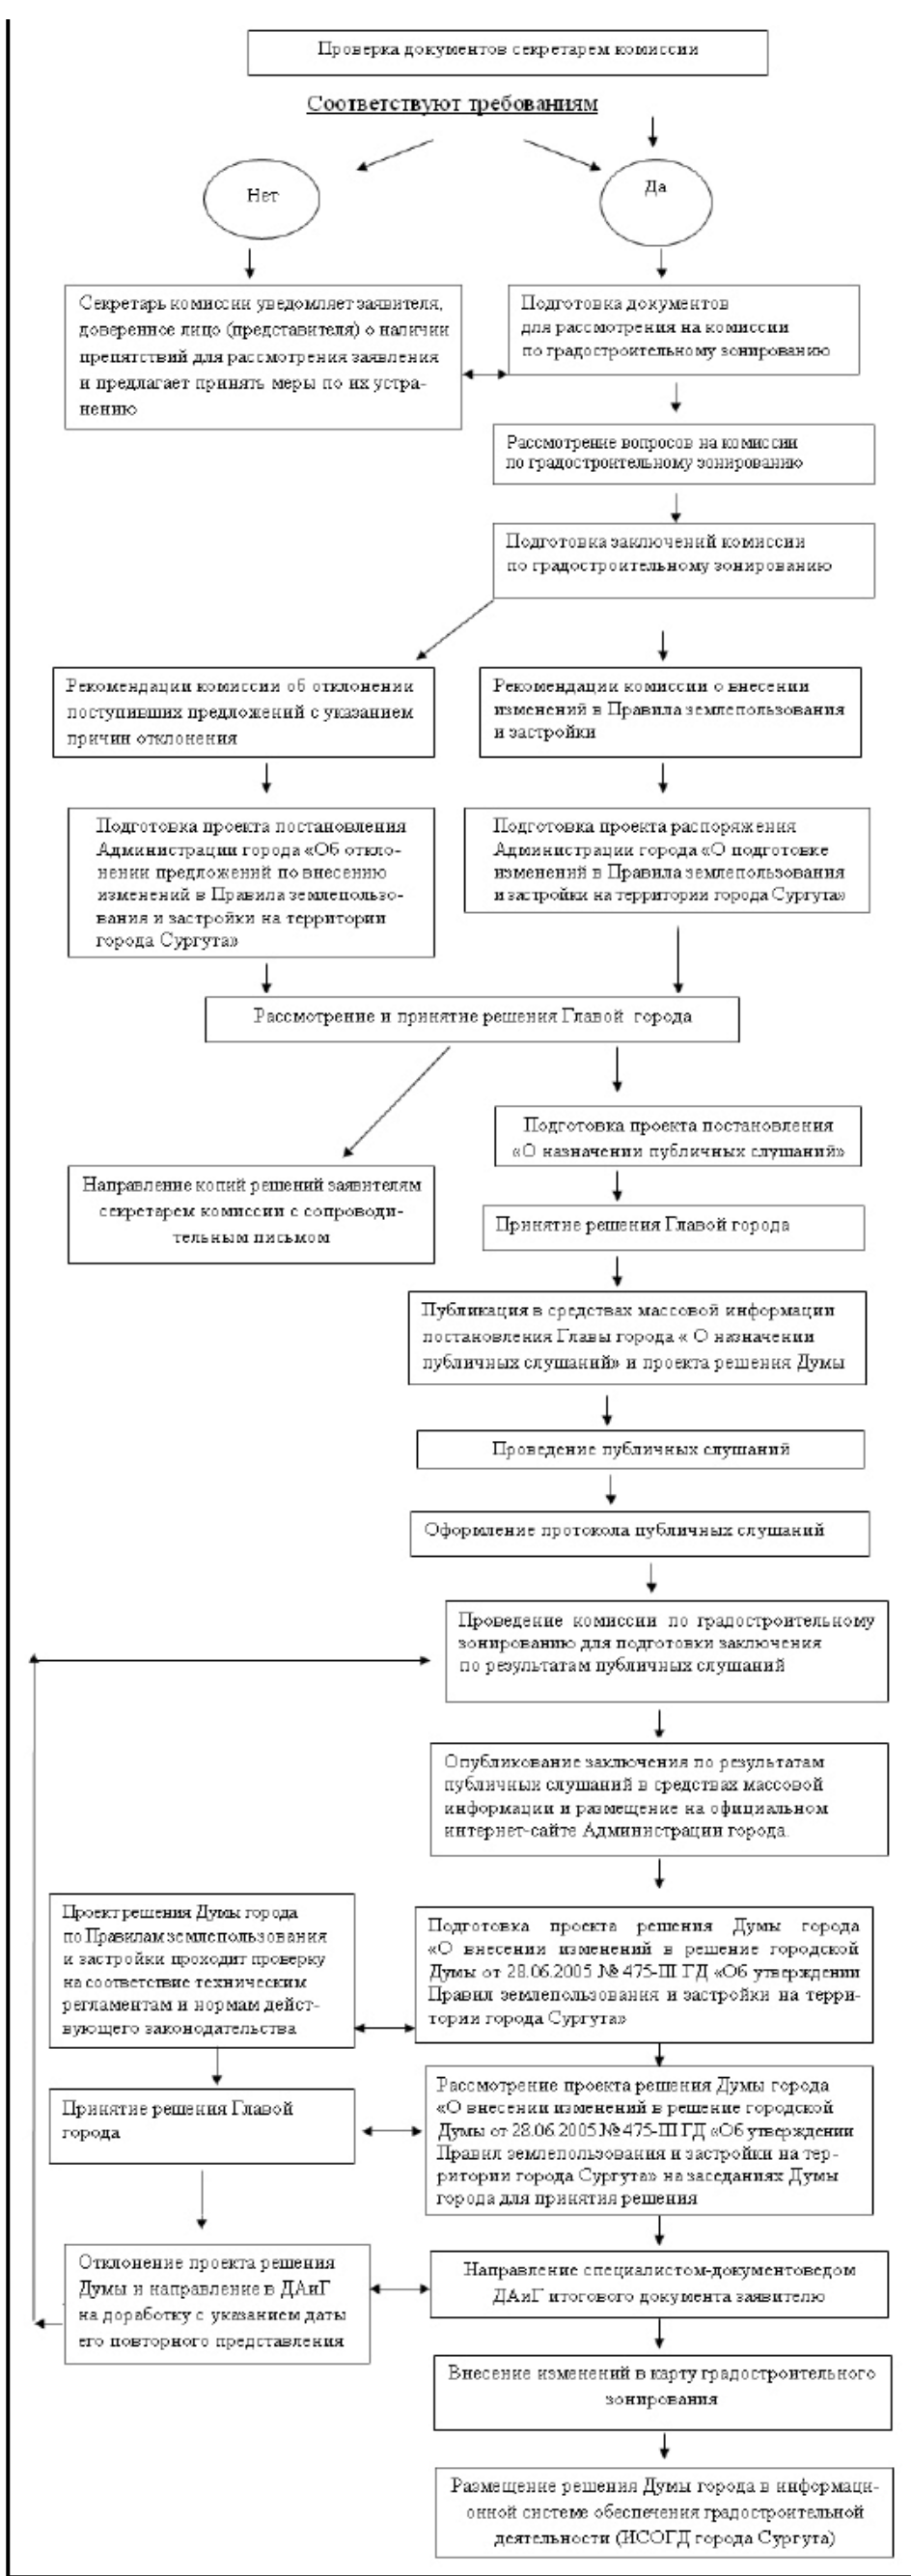 Проверка документов секретарем комиссии
Соответствуют требованиям
Нет
Да
Секретарь комиссии уведомляет заявителя,
доверенное лицо (представителя) о наличии
препятствий для рассмотрения заявления
и предлагает принять меры по их устра-
нению
Подготовка документов
для рассмотрения на комиссии
по градостроительному зонированию
Рассмотрение вопросов на комиссии
по градостроительному зонированию
Подготовка заключений комиссии
по градостроительному зонированию
Рекомендации комиссии об отклонении
поступивших предложений с указанием
причин отклонения
Рекомендации комиссии о внесении
изменений в Правила землепользования
и застройки
Подготовка проекта постановления
Администрации города «Об откло-
нении предложений по внесению
изменений в Правила землепользо-
вания и застройки на территории
города Сургута»
Подготовка проекта распоряжения
Администрации города «О подготовке
изменений в Правила землепользования
и застройки на территории города Сургута»
Рассмотрение и принятие решения Главой города
Подготовка проекта постановления
«О назначении публичных слушаний»
Направление копий решений заявителям
секретарем комиссии с сопроводи-
тельным письмом
Принятие решения Главой города
Публикация в средствах массовой информации
постановления Главы города « О назначении
публичных слушаний» и проекта решения Думы
Проведение публичных слушаний
Оформление протокола публичных слушаний
Проведение комиссии по градостроительному
зонированию для подготовки заключения
по результатам публичных слушаний
Опубликование заключения по результатам
публичных слушаний в средствах массовой
информации и размещение на официальном
интернет-сайте Администрации города.
Проект решения Думы города
по Правилам землепользования
и застройки проходит проверку
на соответствие техническим
регламентам и нормам дейст-
вующего законодательства
Подготовка проекта решения Думы города
«О внесении изменений в решение городской
Думы от 28.06.2005 № 475-III ГД «Об утверждении
Правил землепользования и застройки на терри-
тории города Сургута»
Принятие решения Главой
города
Рассмотрение проекта решения Думы города
«О внесении изменений в решение городской
Думы от 28.06.2005 № 475-III ГД «Об утверждении
Правил землепользования и застройки на тер-
ритории города Сургута» на заседаниях Думы
города для принятия решения
Отклонение проекта решения
Думы и направление в ДАиГ
на доработку с указанием даты
его повторного представления
Направление специалистом-документоведом
ДАиГ итогового документа заявителю
Внесение изменений в карту градостроительного
зонирования
Размещение решения Думы города в информаци-
онной системе обеспечения градостроительной
деятельности (ИСОГД города Сургута)